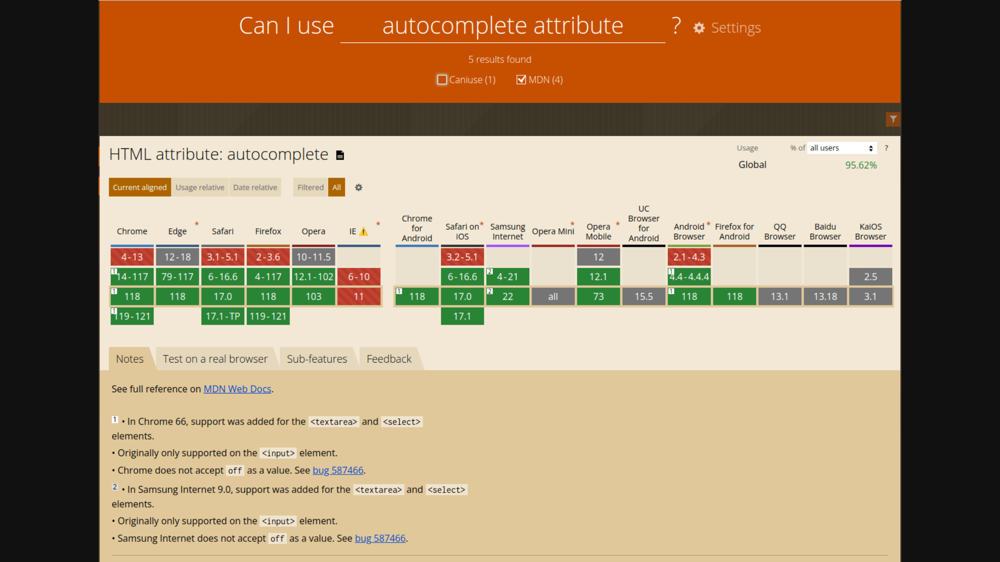 Can I use autocomplete attribute ? Settings
5 results found
Caniuse (1) MDN (4)
HTML attribute: autocomplete
Usage % of all users ?
Global 95.62%
Current aligned Usage relative Date relative Filtered All
Chrome Edge * Safari Firefox Opera IE * Chrome for Android Safari on iOS * Samsung Internet Opera Mini * Opera Mobile * UC Browser for Android Android Browser * Firefox for Android QQ Browser Baidu Browser KaiOS Browser
4-13 12-18 3.1-5.1 2-3.6 10-11.5 3.2-5.1 12 2.1-4.3
1 14-117 79-117 6-16.6 4-117 12.1-102 6-10 6-16.6 2 4-21 12.1 1 4.4-4.4.4 2.5
1 118 118 17.0 118 103 11 1 118 17.0 2 22 all 73 15.5 1 118 118 13.1 13.18 3.1
1 119-121 17.1-TP 119-121 17.1
Notes Test on a real browser Sub-features Feedback
See full reference on MDN Web Docs.
1 • In Chrome 66, support was added for the <textarea> and <select>
elements.
• Originally only supported on the <input> element.
• Chrome does not accept off as a value. See bug 587466.
2 • In Samsung Internet 9.0, support was added for the <textarea> and <select>
elements.
• Originally only supported on the <input> element.
• Samsung Internet does not accept off as a value. See bug 587466.